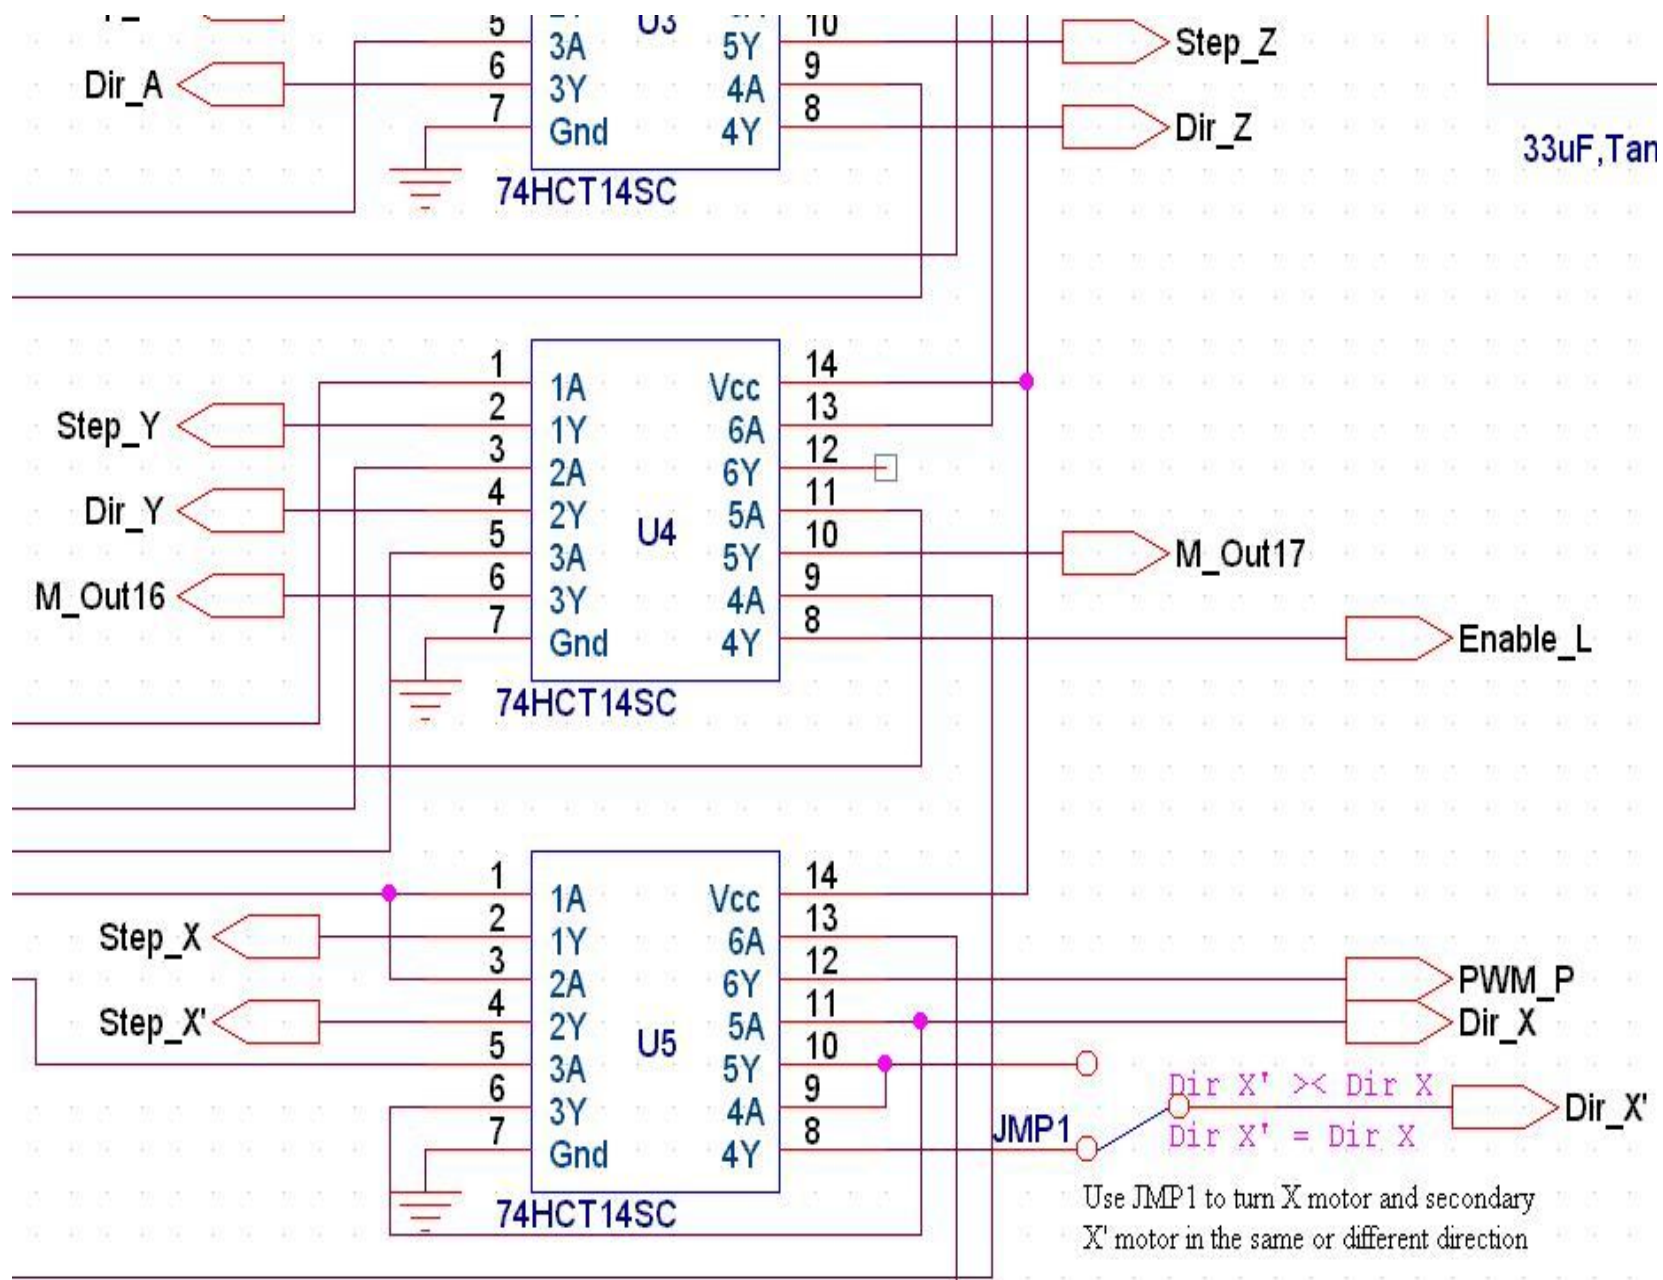 5 3A 5Y 10 Step_Z
U3
Dir_A 6 3Y 4A 9
7 Gnd 4Y 8 Dir_Z
33uF,Tan
74HCT14SC
1 1A Vcc 14
Step_Y 2 1Y 6A 13
3 2A 6Y 12
Dir_Y 4 2Y 5A 11
U4
5 3A 5Y 10 M_Out17
M_Out16 6 3Y 4A 9
7 Gnd 4Y 8 Enable_L
74HCT14SC
1 1A Vcc 14
Step_X 2 1Y 6A 13
3 2A 6Y 12 PWM_P
Step_X' 4 2Y 5A 11 Dir_X
U5
5 3A 5Y 10
Dir X' >< Dir X
6 3Y 4A 9 Dir_X'
JMP1
Dir X' = Dir X
7 Gnd 4Y 8
74HCT14SC
Use JMP1 to turn X motor and secondary
X' motor in the same or different direction